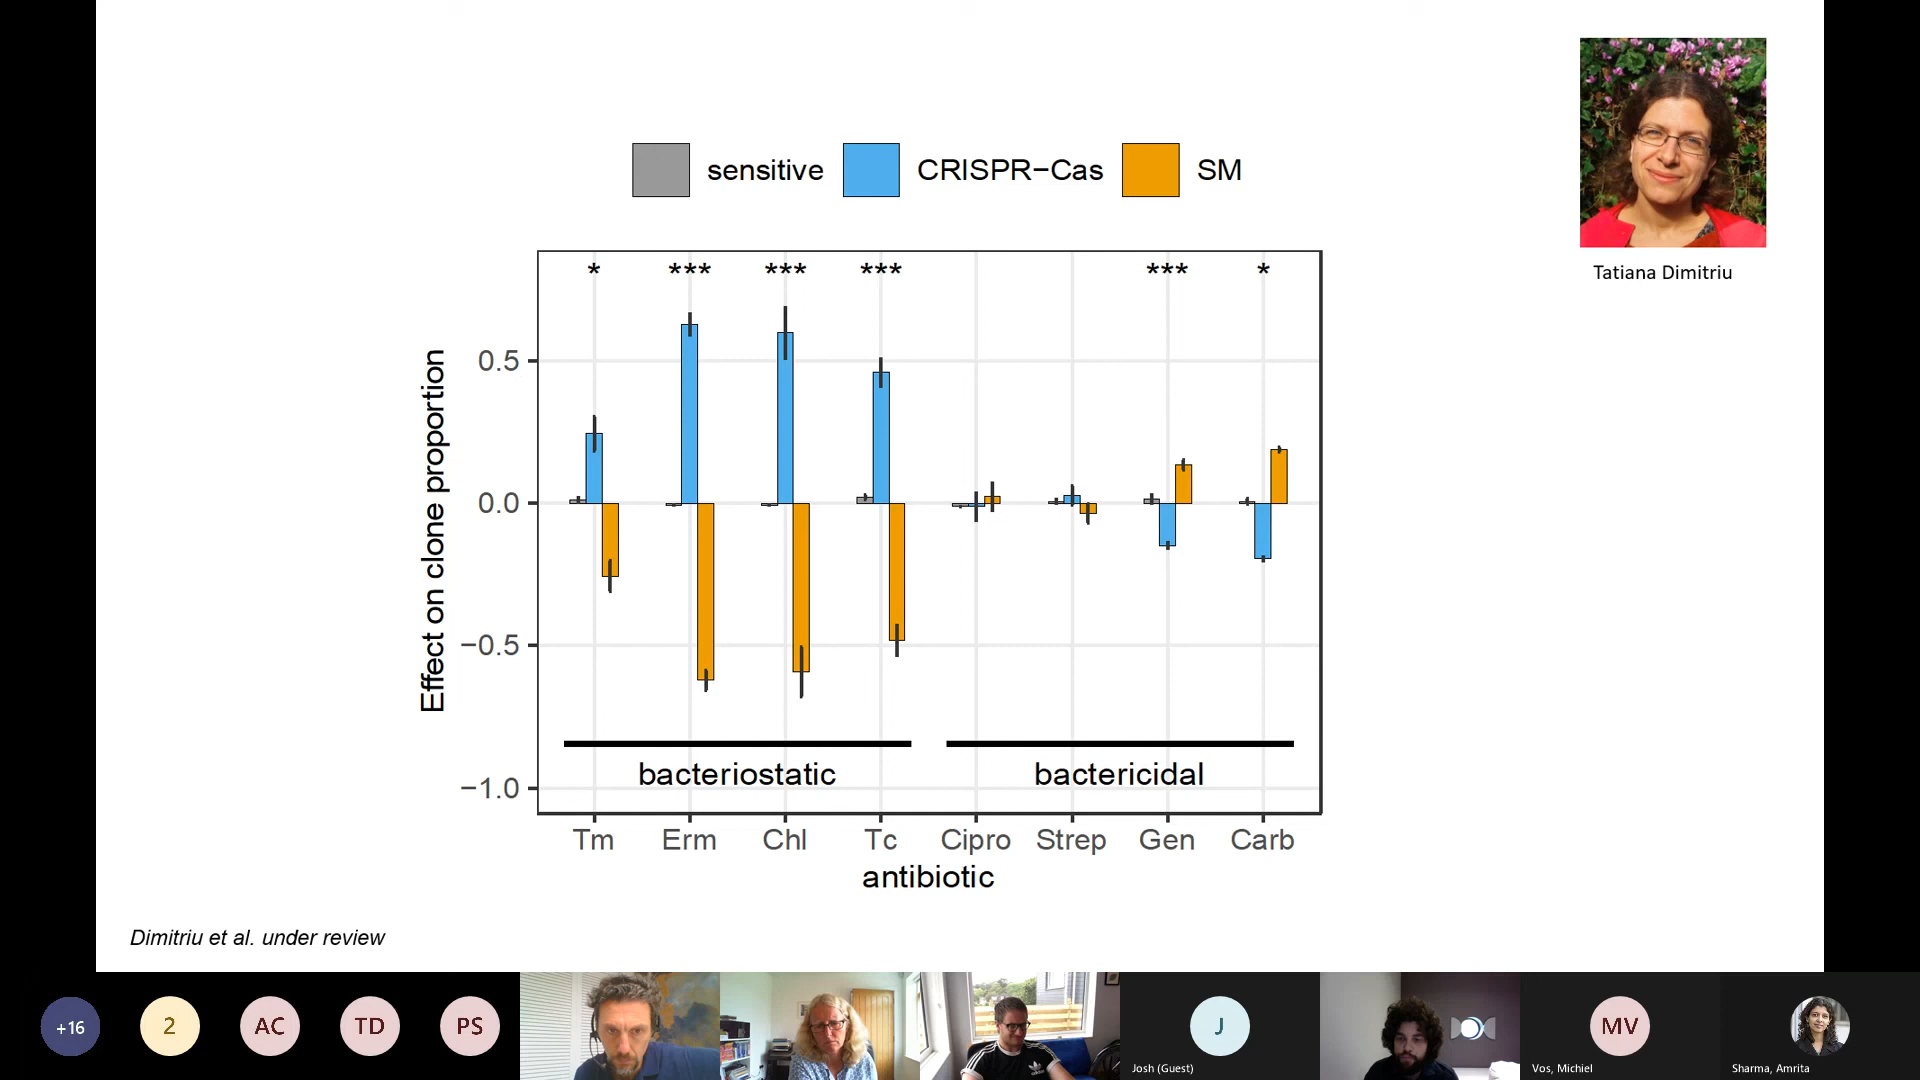 sensitive CRISPR−Cas SM
Tatiana Dimitriu
* *** *** *** *** *
Effect on clone proportion
0.5
0.0
−0.5
−1.0
bacteriostatic bactericidal
Tm Erm Chl Tc Cipro Strep Gen Carb
antibiotic
Dimitriu et al. under review
+16 2 AC TD PS J MV
Josh (Guest) Vos, Michiel Sharma, Amrita